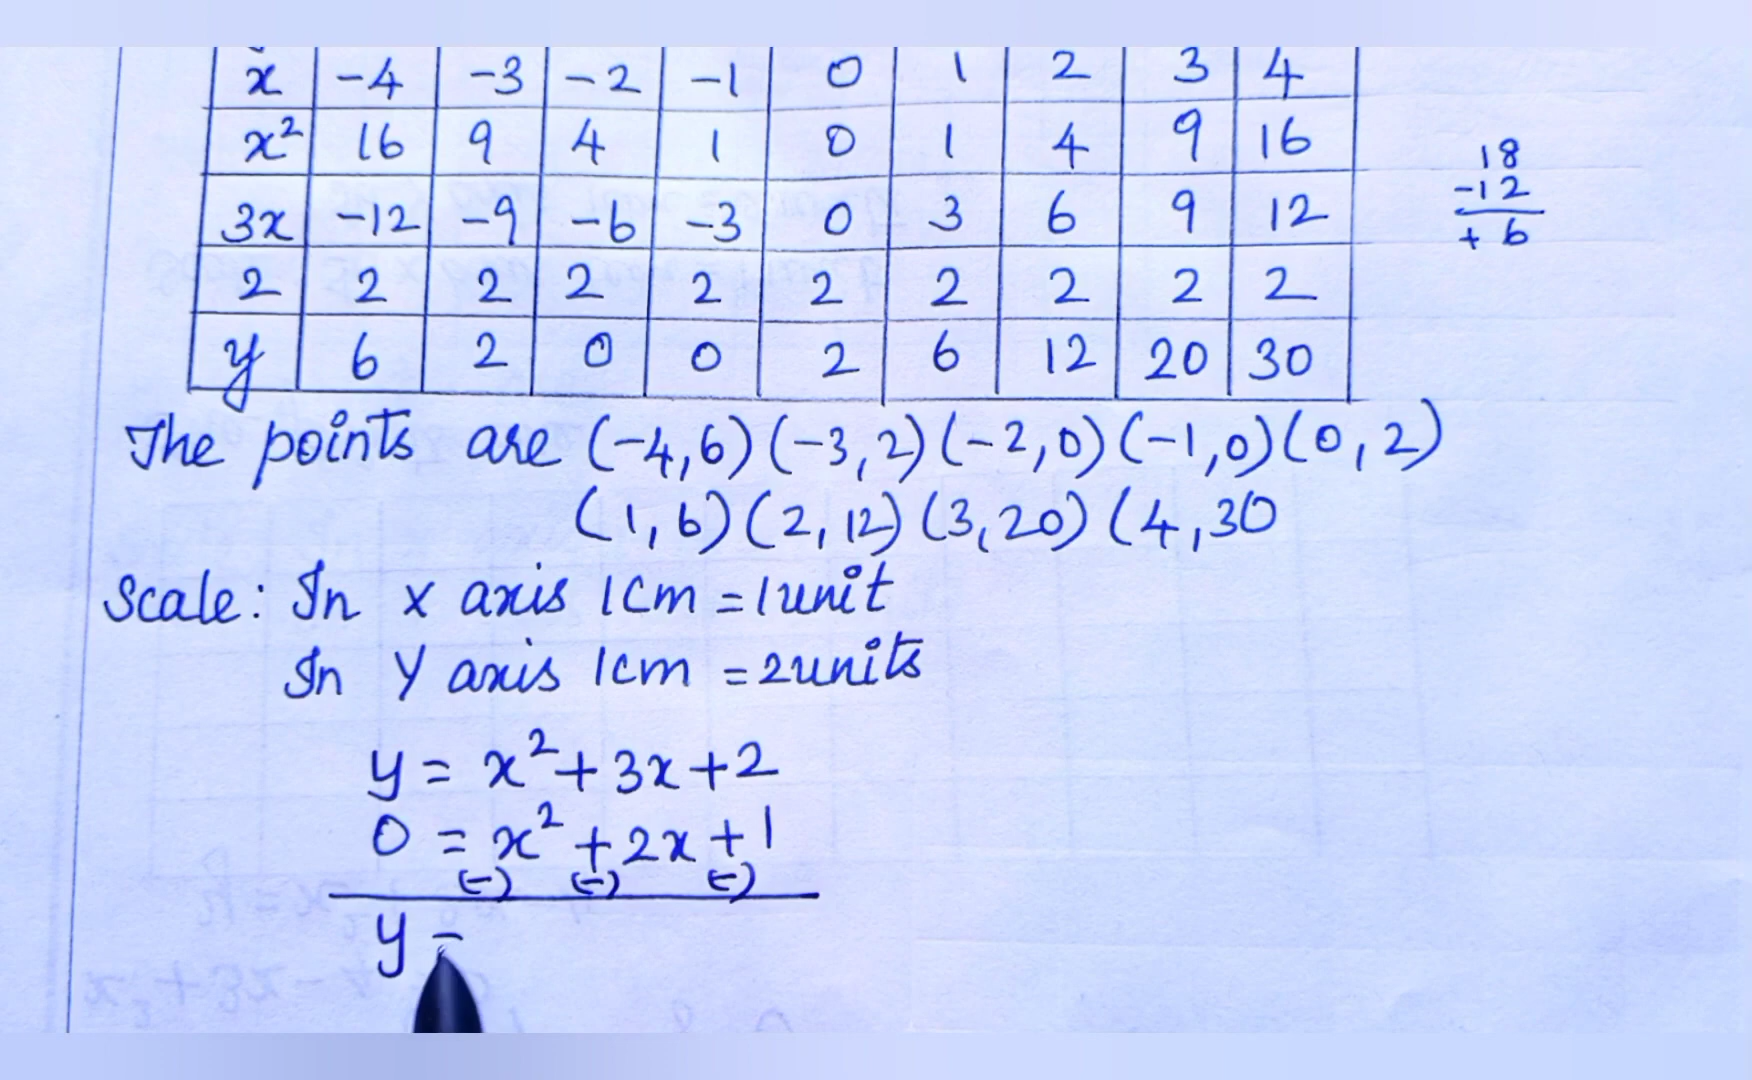 x -4 -3 -2 -1 0 1 2 3 4
x² 16 9 4 1 0 1 4 9 16
3x -12 -9 -6 -3 0 3 6 9 12
2 2 2 2 2 2 2 2 2 2
y 6 2 0 0 2 6 12 20 30
18
-12
+6
The points are (-4,6)(-3,2)(-2,0)(-1,0)(0,2)
(1,6)(2,12)(3,20)(4,30
Scale: In x axis 1cm = 1unit
In y axis 1cm = 2units
y = x² + 3x + 2
0 = x² + 2x + 1
(-) (-) (-)
y =